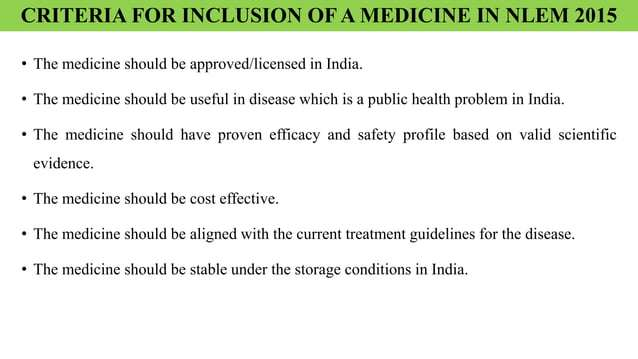 CRITERIA FOR INCLUSION OF A MEDICINE IN NLEM 2015
• The medicine should be approved/licensed in India.
• The medicine should be useful in disease which is a public health problem in India.
• The medicine should have proven efficacy and safety profile based on valid scientific
evidence.
• The medicine should be cost effective.
• The medicine should be aligned with the current treatment guidelines for the disease.
• The medicine should be stable under the storage conditions in India.